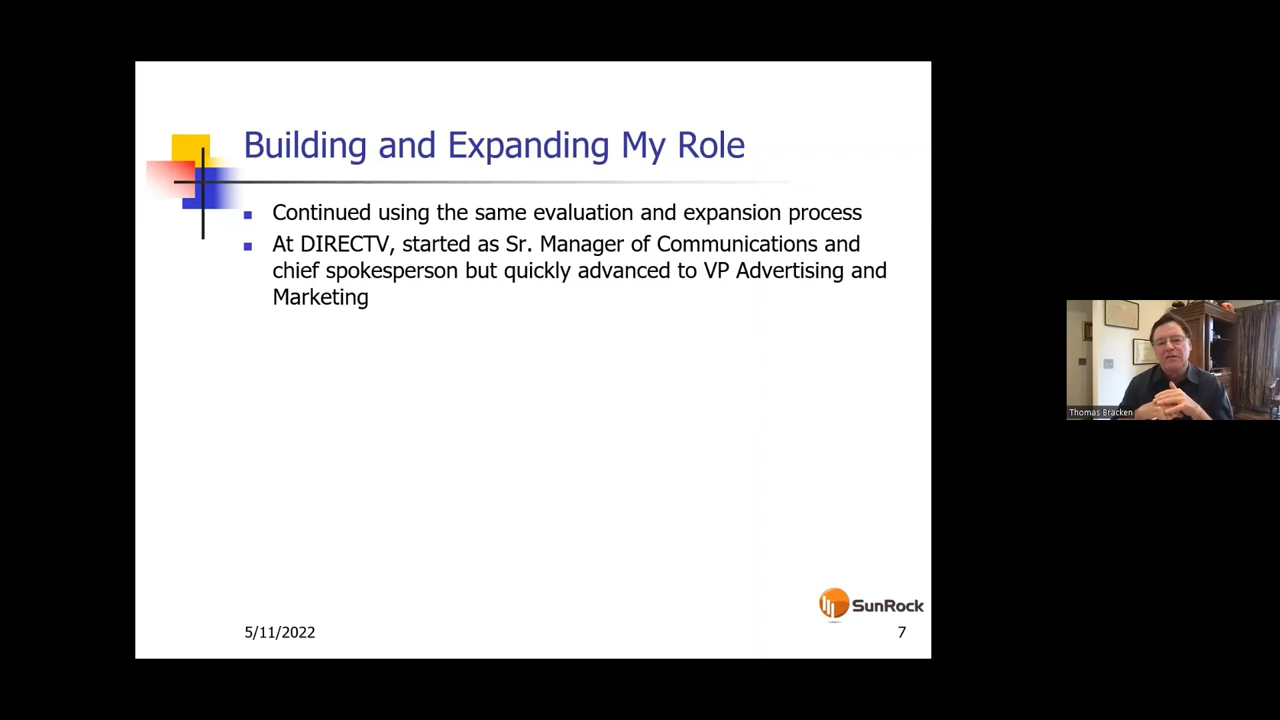 Building and Expanding My Role
Continued using the same evaluation and expansion process
At DIRECTV, started as Sr. Manager of Communications and
chief spokesperson but quickly advanced to VP Advertising and
Marketing
Thomas Bracken
SunRock
5/11/2022
7